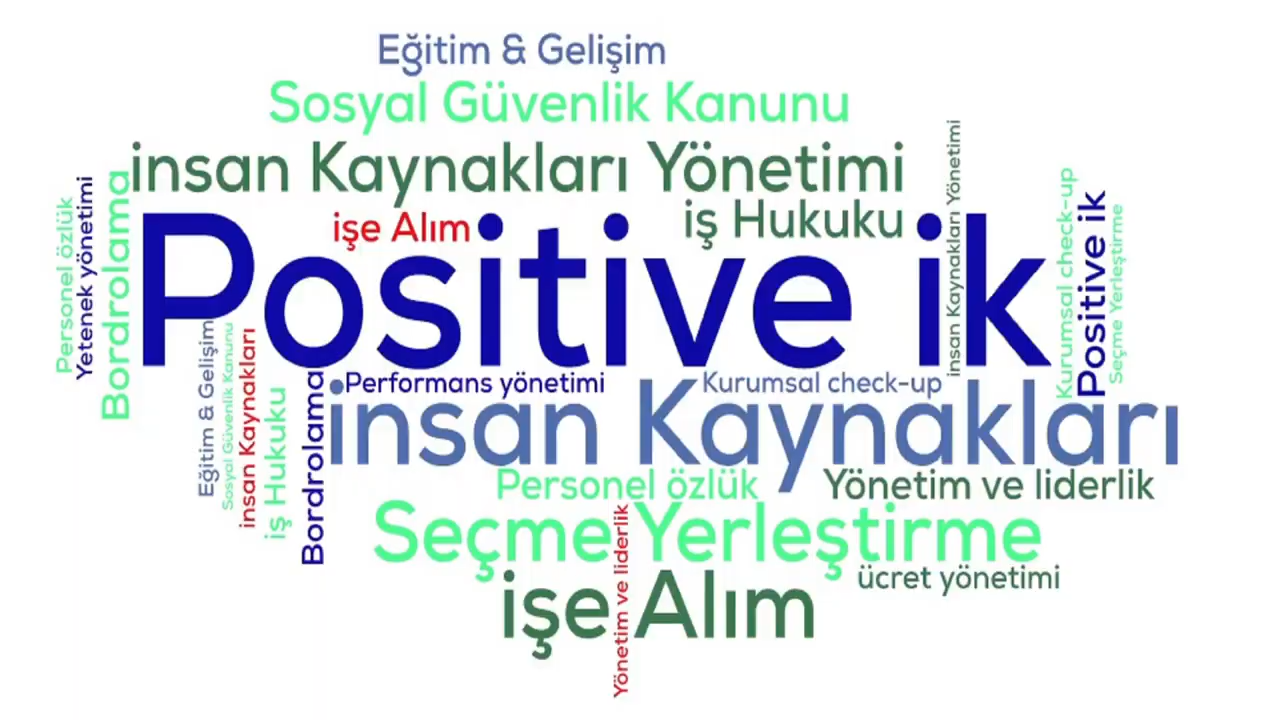 Eğitim & Gelişim
Sosyal Güvenlik Kanunu
insan Kaynakları Yönetimi
işe Alım
iş Hukuku
Positive ik
Personel özlük
Yetenek yönetimi
Bordrolama
insan Kaynakları Yönetimi
Kurumsal check-up
Positive ik
Seçme Yerleştirme
Eğitim & Gelişim
Sosyal Güvenlik Kanunu
insan Kaynakları
iş Hukuku
Bordrolama
Performans yönetimi
Kurumsal check-up
insan Kaynakları
Personel özlük
Yönetim ve liderlik
Seçme Yerleştirme
Yönetim ve liderlik
ücret yönetimi
işe Alım